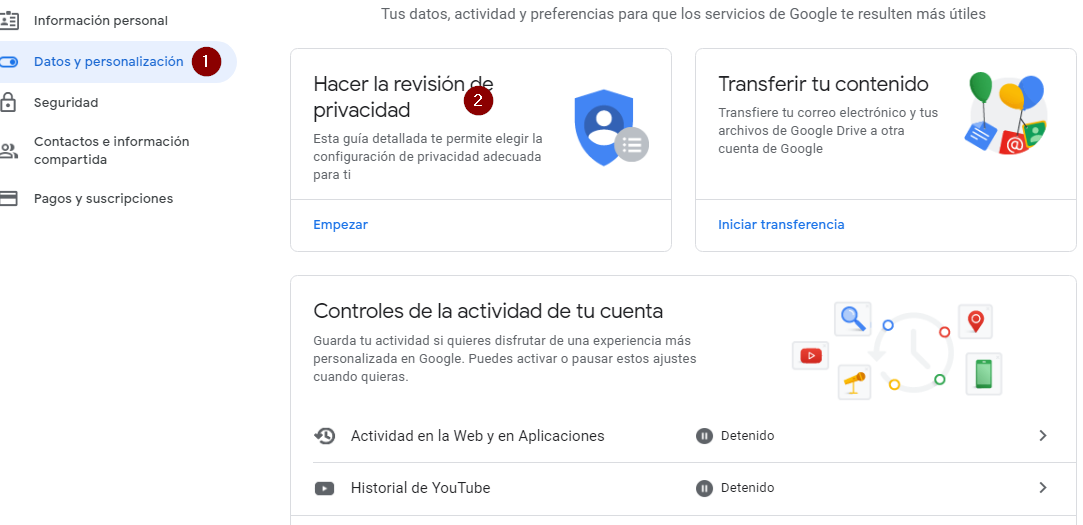 Información personal
Datos y personalización 1
Seguridad
Contactos e información
compartida
Pagos y suscripciones
Tus datos, actividad y preferencias para que los servicios de Google te resulten más útiles
Hacer la revisión de
privacidad
2
Esta guía detallada te permite elegir la
configuración de privacidad adecuada
para ti
Empezar
Transferir tu contenido
Transfiere tu correo electrónico y tus
archivos de Google Drive a otra
cuenta de Google
@
Iniciar transferencia
Controles de la actividad de tu cuenta
Guarda tu actividad si quieres disfrutar de una experiencia más
personalizada en Google. Puedes activar o pausar estos ajustes
cuando quieras.
Actividad en la Web y en Aplicaciones Detenido
Historial de YouTube Detenido